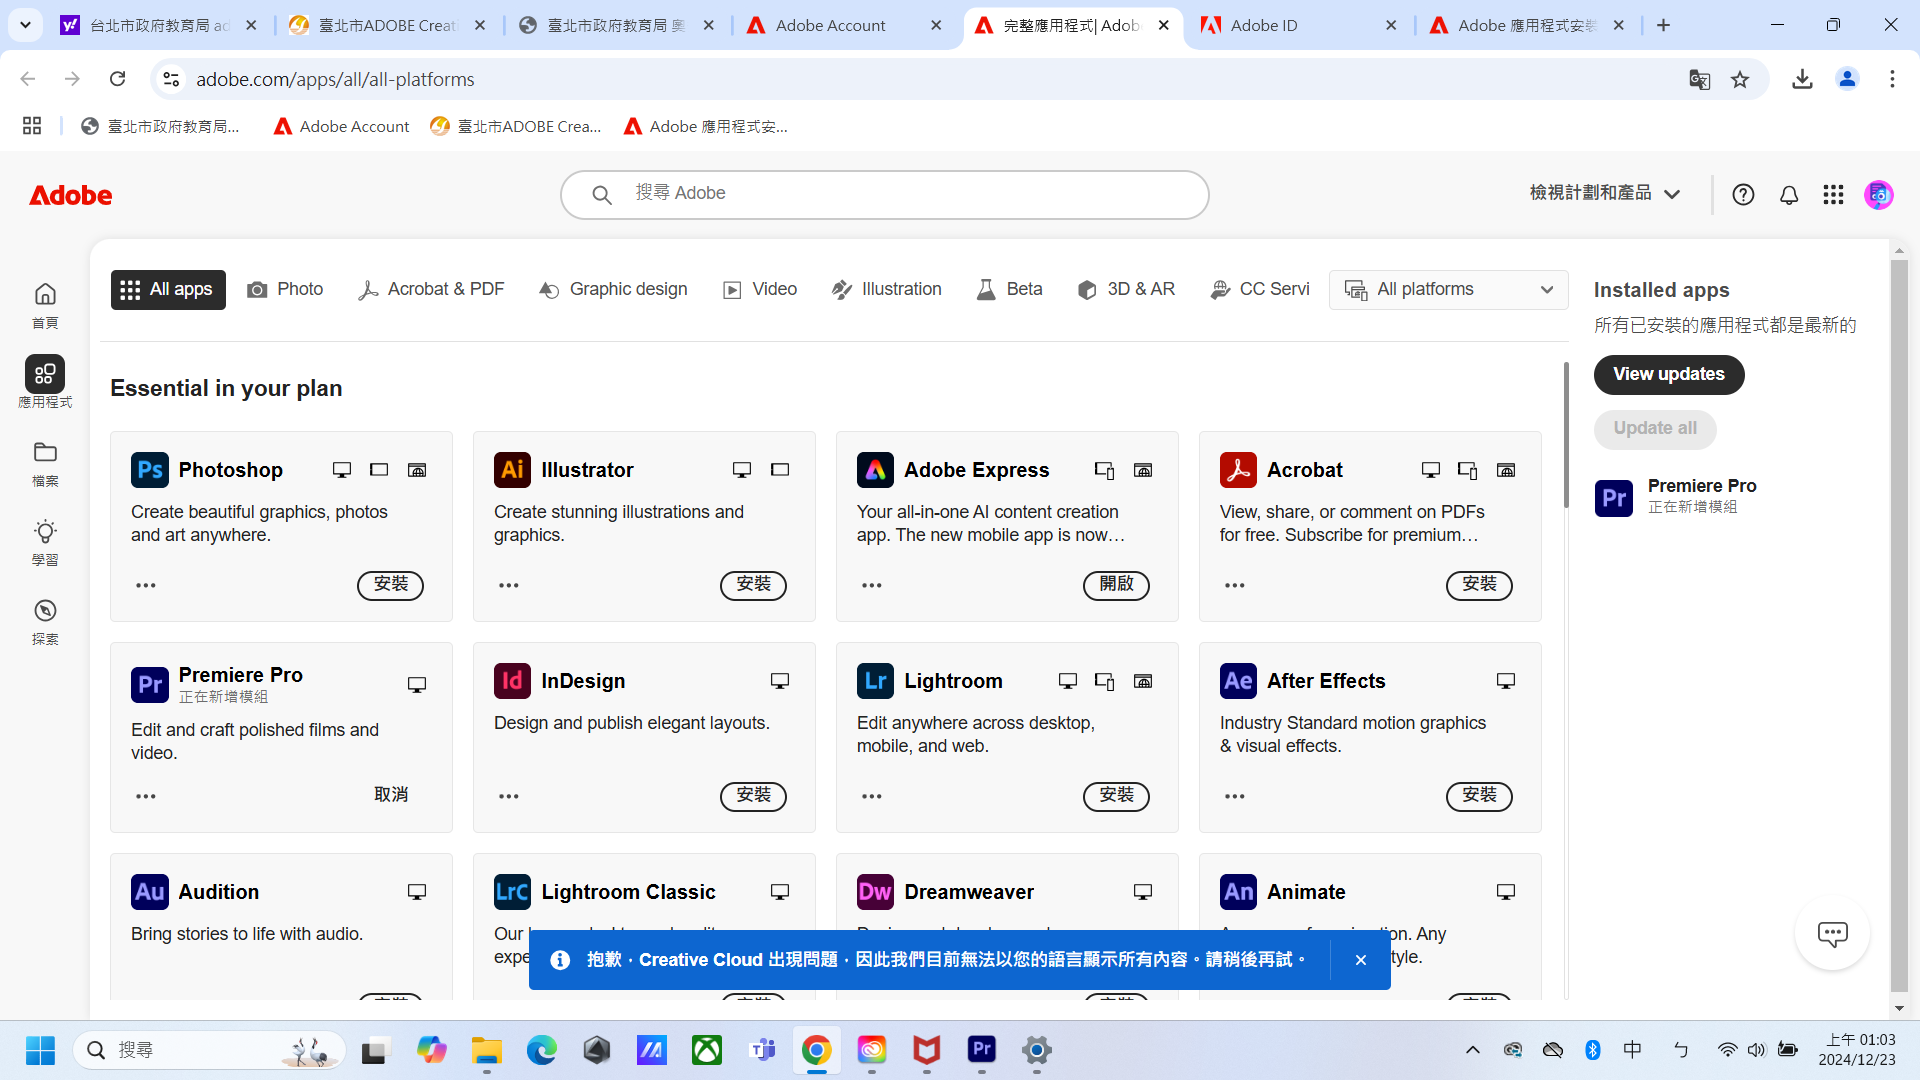 台北市政府教育局 ad
臺北市ADOBE Creati
臺北市政府教育局 奧
Adobe Account
完整應用程式| Adob
Adobe ID
Adobe 應用程式安裝
adobe.com/apps/all/all-platforms
臺北市政府教育局...
Adobe Account
臺北市ADOBE Crea...
Adobe 應用程式安...
Adobe
搜尋 Adobe
檢視計劃和產品
首頁
應用程式
檔案
學習
探索
All apps
Photo
Acrobat & PDF
Graphic design
Video
Illustration
Beta
3D & AR
CC Servi
All platforms
Essential in your plan
Ps Photoshop
Create beautiful graphics, photos
and art anywhere.
安裝
Ai Illustrator
Create stunning illustrations and
graphics.
安裝
Adobe Express
Your all-in-one AI content creation
app. The new mobile app is now…
開啟
Acrobat
View, share, or comment on PDFs
for free. Subscribe for premium…
安裝
Pr Premiere Pro
正在新增模組
Edit and craft polished films and
video.
取消
Id InDesign
Design and publish elegant layouts.
安裝
Lr Lightroom
Edit anywhere across desktop,
mobile, and web.
安裝
Ae After Effects
Industry Standard motion graphics
& visual effects.
安裝
Au Audition
Bring stories to life with audio.
LrC Lightroom Classic
Our
expe
Dw Dreamweaver
An Animate
tion. Any
tyle.
抱歉，Creative Cloud 出現問題，因此我們目前無法以您的語言顯示所有內容。請稍後再試。
Installed apps
所有已安裝的應用程式都是最新的
View updates
Update all
Pr Premiere Pro
正在新增模組
搜尋
Pr
中
ㄅ
上午 01:03
2024/12/23